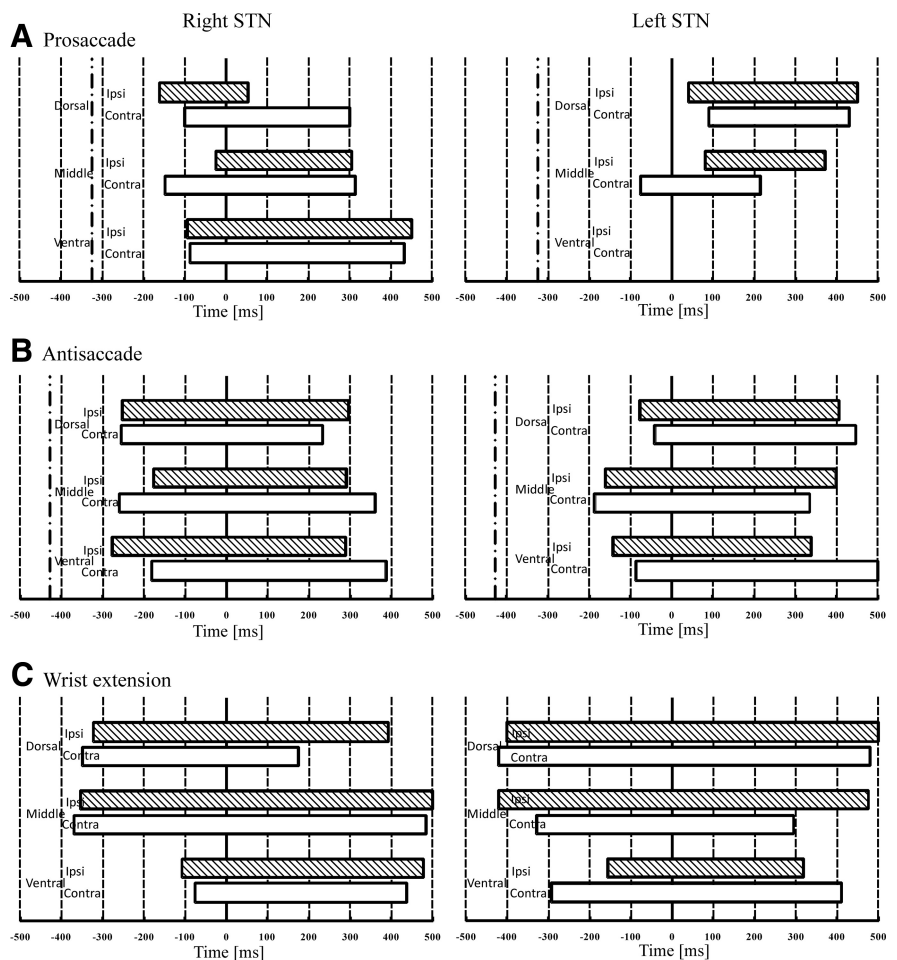 Right STN
Left STN
A Prosaccade
Dorsal
Ipsi
Contra
Middle
Ipsi
Contra
Ventral
Ipsi
Contra
-500 -400 -300 -200 -100 0 100 200 300 400 500
Time [ms]
Dorsal
Ipsi
Contra
Middle
Ipsi
Contra
Ventral
Ipsi
Contra
-500 -400 -300 -200 -100 0 100 200 300 400 500
Time [ms]
B Antisaccade
Dorsal
Ipsi
Contra
Middle
Ipsi
Contra
Ventral
Ipsi
Contra
-500 -400 -300 -200 -100 0 100 200 300 400 500
Time [ms]
Dorsal
Ipsi
Contra
Middle
Ipsi
Contra
Ventral
Ipsi
Contra
-500 -400 -300 -200 -100 0 100 200 300 400 500
Time [ms]
C Wrist extension
Dorsal
Ipsi
Contra
Middle
Ipsi
Contra
Ventral
Ipsi
Contra
-500 -400 -300 -200 -100 0 100 200 300 400 500
Time [ms]
Dorsal
Ipsi
Contra
Middle
Ipsi
Contra
Ventral
Ipsi
Contra
-500 -400 -300 -200 -100 0 100 200 300 400 500
Time [ms]